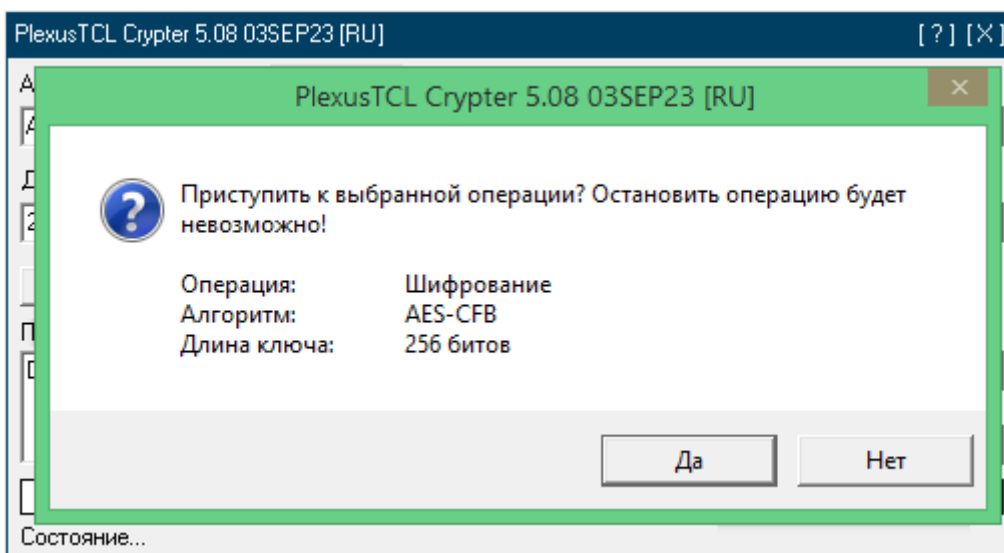 PlexusTCL Crypter 5.08 03SEP23 [RU] [?] [X]
PlexusTCL Crypter 5.08 03SEP23 [RU]
Приступить к выбранной операции? Остановить операцию будет
невозможно!
Операция: Шифрование
Алгоритм: AES-CFB
Длина ключа: 256 битов
Да Нет
Состояние...